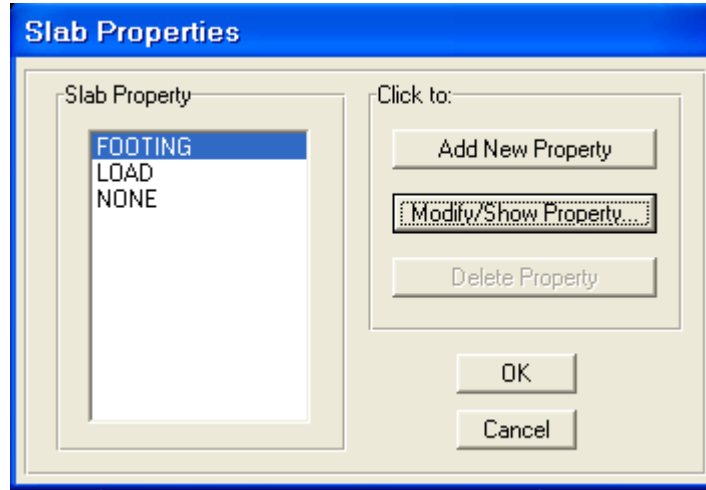 Slab Properties
Slab Property
FOOTING
LOAD
NONE
Click to:
Add New Property
Modify/Show Property...
Delete Property
OK
Cancel